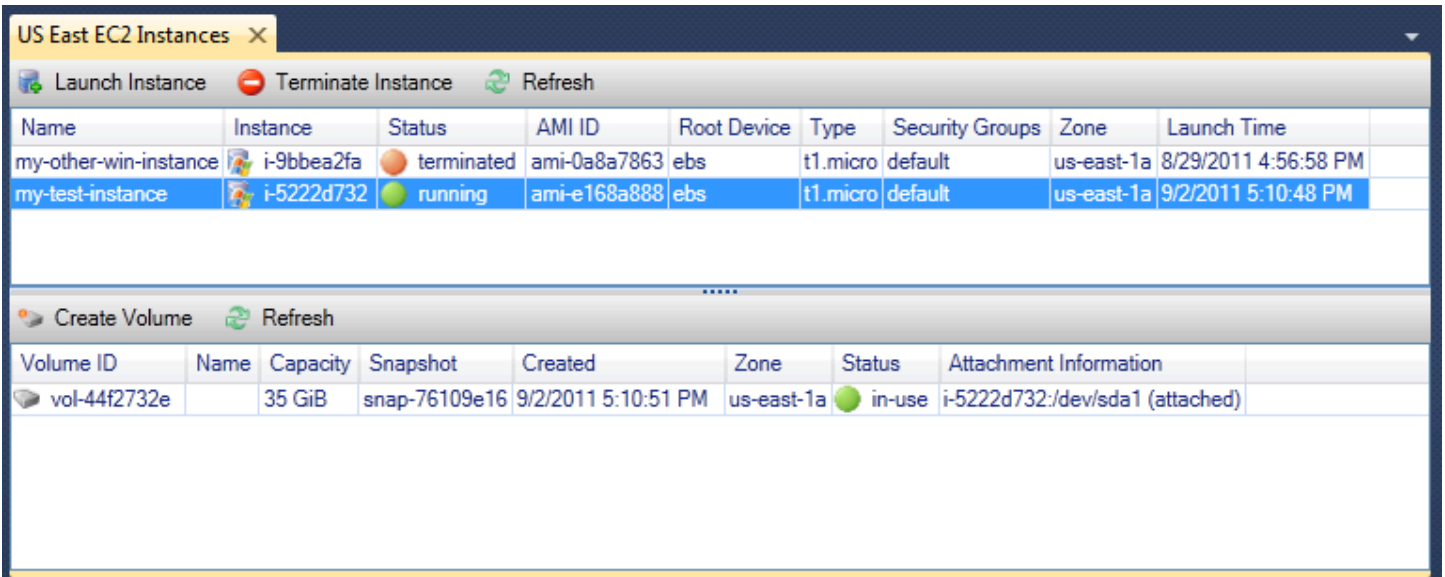 US East EC2 Instances
Launch Instance Terminate Instance Refresh
Name Instance Status AMI ID Root Device Type Security Groups Zone Launch Time
my-other-win-instance i-9bbea2fa terminated ami-0a8a7863 ebs t1.micro default us-east-1a 8/29/2011 4:56:58 PM
my-test-instance i-5222d732 running ami-e168a888 ebs t1.micro default us-east-1a 9/2/2011 5:10:48 PM
Create Volume Refresh
Volume ID Name Capacity Snapshot Created Zone Status Attachment Information
vol-44f2732e 35 GiB snap-76109e16 9/2/2011 5:10:51 PM us-east-1a in-use i-5222d732:/dev/sda1 (attached)